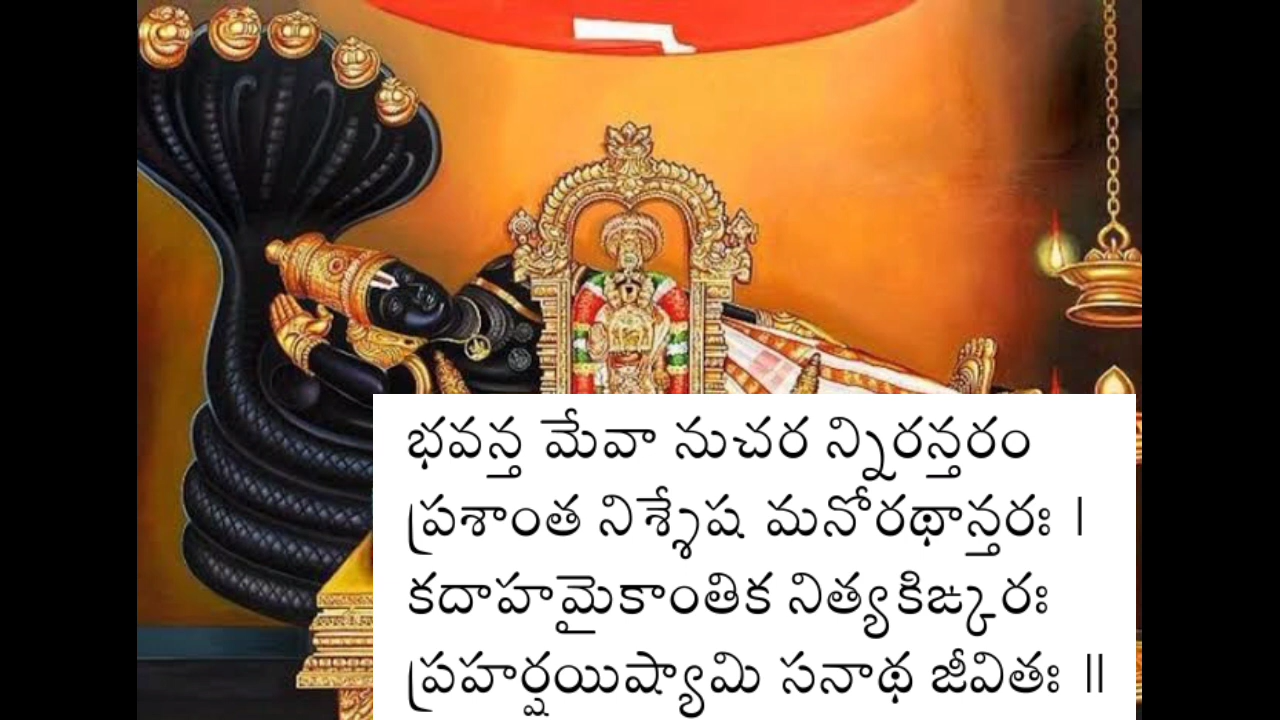 భవన్త మేవా నుచర న్నిరన్తరం
ప్రశాంత నిశ్శేష మనోరథాన్తరః ।
కదాహమైకాంతిక నిత్యకిఙ్కరః
ప్రహర్షయిష్యామి సనాథ జీవితః ॥